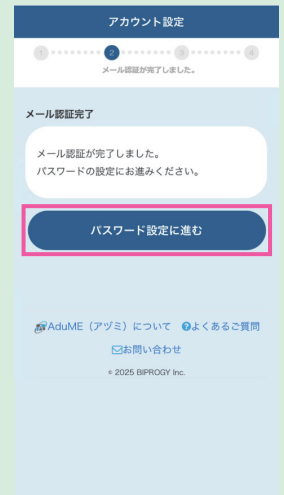 アカウント設定
1 2 3 4
メール認証が完了しました。
メール認証完了
メール認証が完了しました。
パスワードの設定にお進みください。
パスワード設定に進む
AduME（アヅミ）について ?よくあるご質問
お問い合わせ
© 2025 BIPROGY Inc.